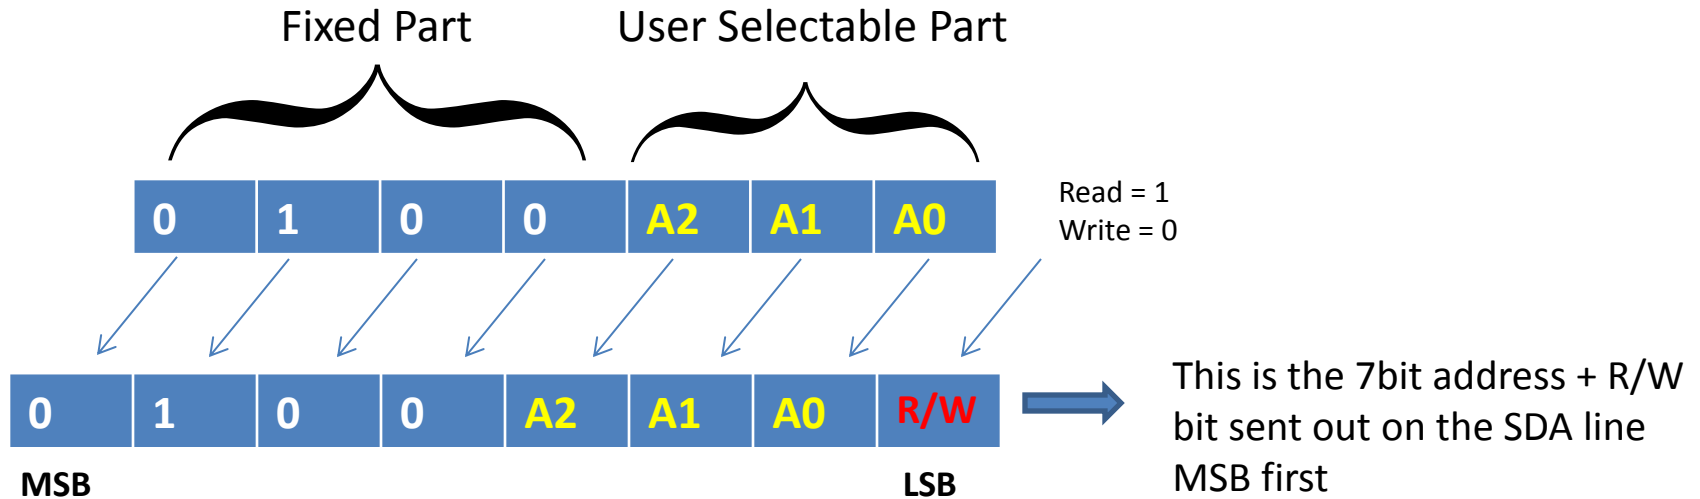 Fixed Part
User Selectable Part
0 1 0 0 A2 A1 A0
Read = 1
Write = 0
0 1 0 0 A2 A1 A0 R/W
This is the 7bit address + R/W
bit sent out on the SDA line
MSB first
MSB
LSB